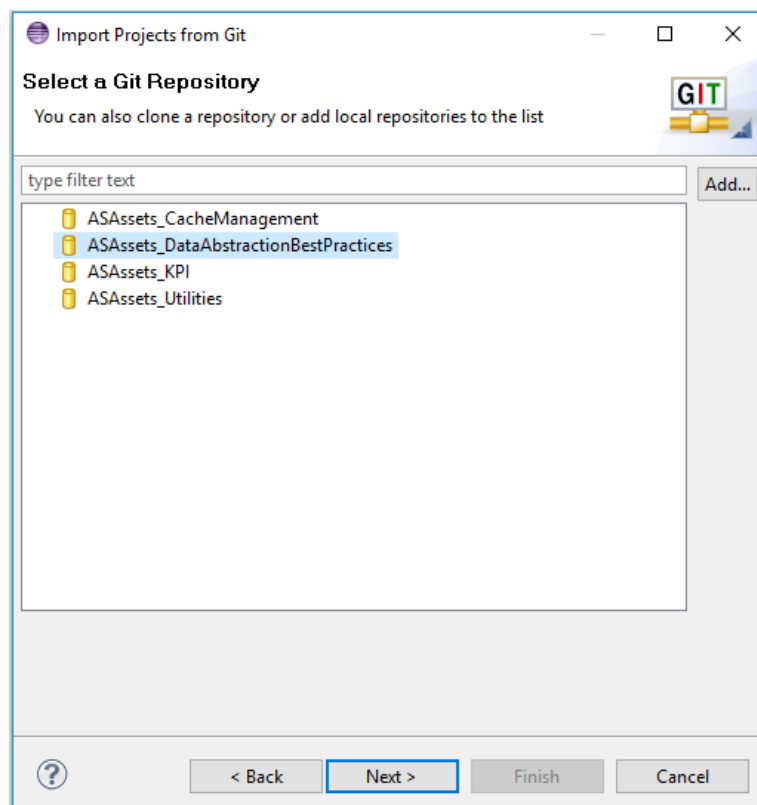 Import Projects from Git
Select a Git Repository
You can also clone a repository or add local repositories to the list
GIT
type filter text
Add...
ASAssets_CacheManagement
ASAssets_DataAbstractionBestPractices
ASAssets_KPI
ASAssets_Utilities
?
< Back
Next >
Finish
Cancel